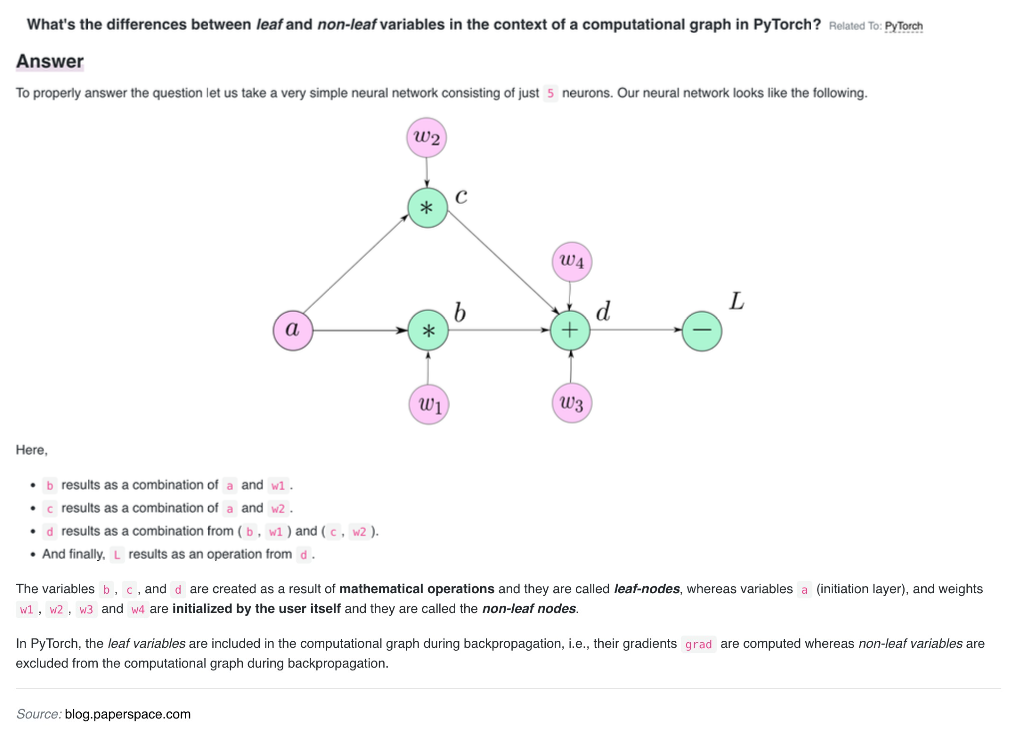 What's the differences between leaf and non-leaf variables in the context of a computational graph in PyTorch? Related To: PyTorch
Answer
To properly answer the question let us take a very simple neural network consisting of just 5 neurons. Our neural network looks like the following.
w2
* c
w4
a
* b
+ d
− L
w1
w3
Here,
• b results as a combination of a and w1 .
• c results as a combination of a and w2 .
• d results as a combination from ( b , w1 ) and ( c , w2 ).
• And finally, L results as an operation from d .
The variables b , c , and d are created as a result of mathematical operations and they are called leaf-nodes, whereas variables a (initiation layer), and weights
w1 , w2 , w3 and w4 are initialized by the user itself and they are called the non-leaf nodes.
In PyTorch, the leaf variables are included in the computational graph during backpropagation, i.e., their gradients grad are computed whereas non-leaf variables are
excluded from the computational graph during backpropagation.
Source: blog.paperspace.com